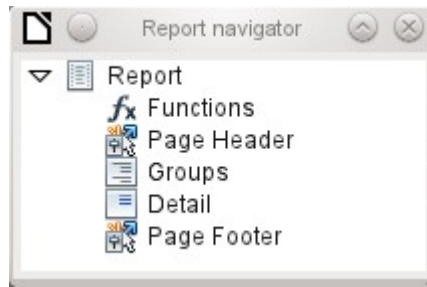 Report navigator
Report
Functions
Page Header
Groups
Detail
Page Footer